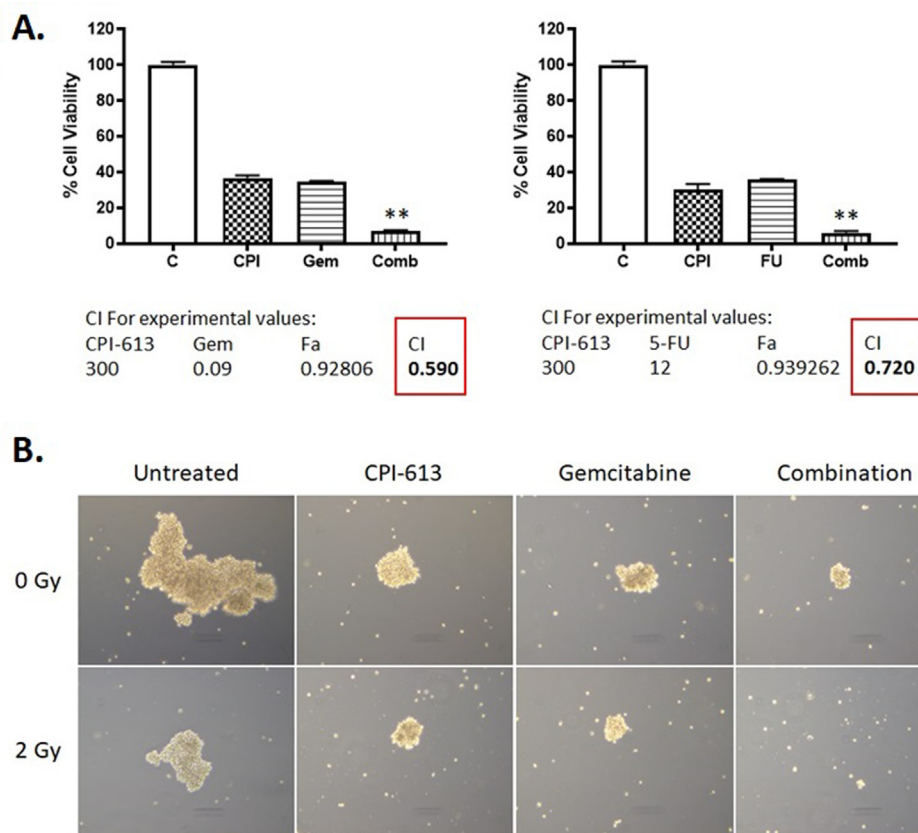 A.
120
100
80
60
40
20
0
% Cell Viability
**
C CPI Gem Comb
CI For experimental values:
CPI-613 Gem Fa CI
300 0.09 0.92806 0.590
120
100
80
60
40
20
0
% Cell Viability
**
C CPI FU Comb
CI For experimental values:
CPI-613 5-FU Fa CI
300 12 0.939262 0.720
B.
Untreated CPI-613 Gemcitabine Combination
0 Gy
2 Gy